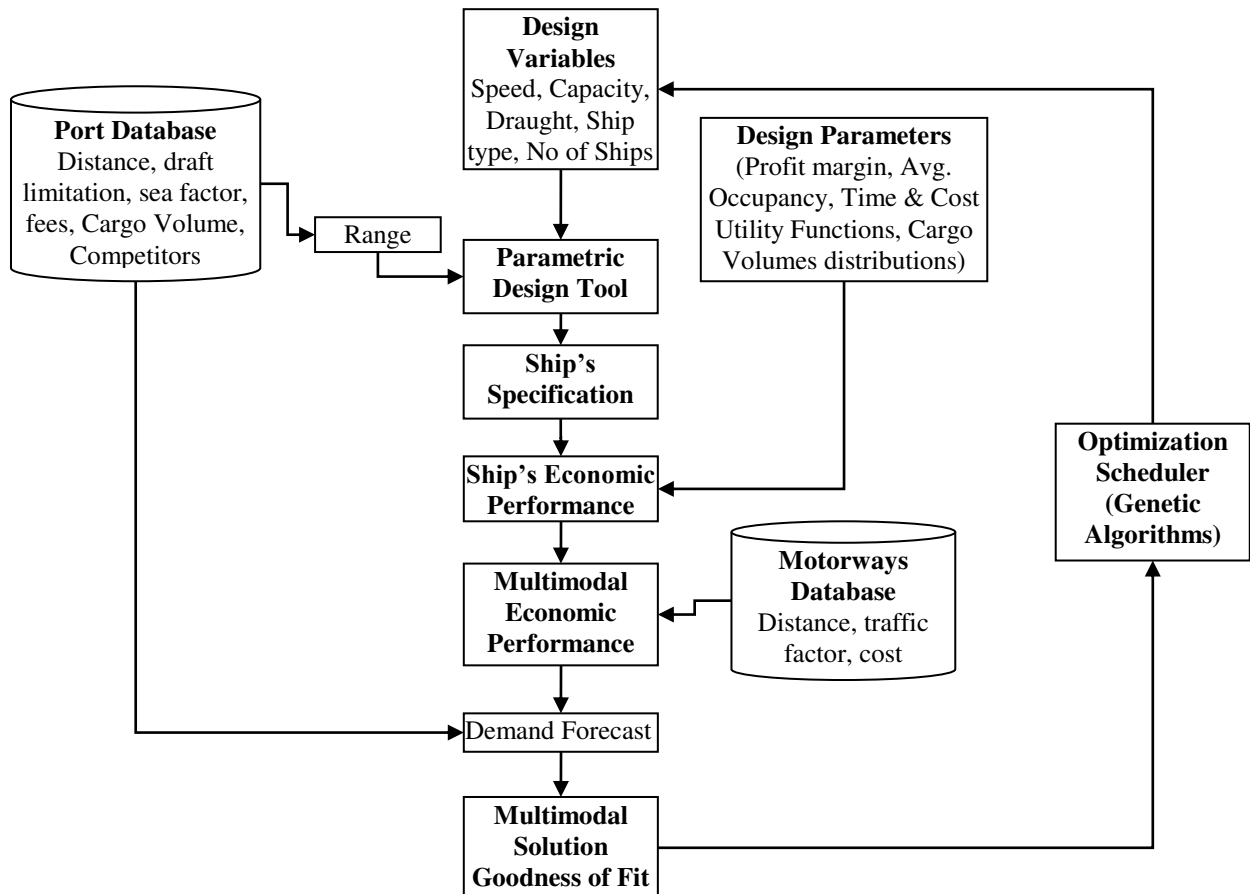 Design
Variables
Speed, Capacity,
Draught, Ship
type, No of Ships
Port Database
Distance, draft
limitation, sea factor,
fees, Cargo Volume,
Competitors
Design Parameters
(Profit margin, Avg.
Occupancy, Time & Cost
Utility Functions, Cargo
Volumes distributions)
Range
Parametric
Design Tool
Ship’s
Specification
Ship’s Economic
Performance
Optimization
Scheduler
(Genetic
Algorithms)
Multimodal
Economic
Performance
Motorways
Database
Distance, traffic
factor, cost
Demand Forecast
Multimodal
Solution
Goodness of Fit